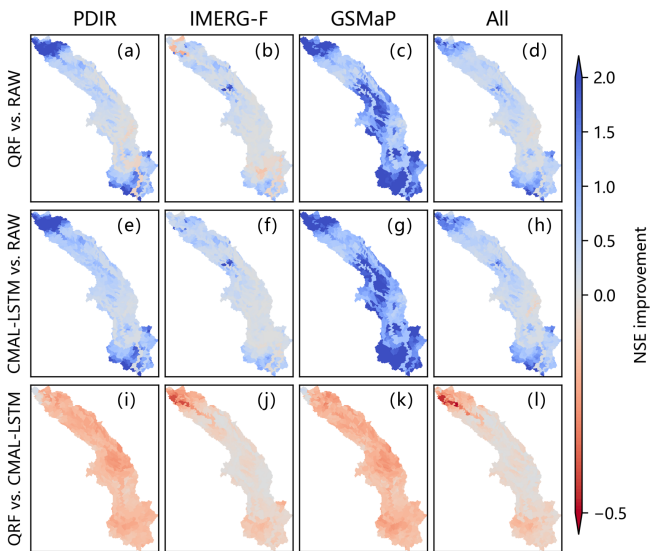 PDIR IMERG-F GSMaP All
QRF vs. RAW
(a) (b) (c) (d)
CMAL-LSTM vs. RAW
(e) (f) (g) (h)
QRF vs. CMAL-LSTM
(i) (j) (k) (l)
2.0
1.5
1.0
0.5
0.0
−0.5
NSE improvement